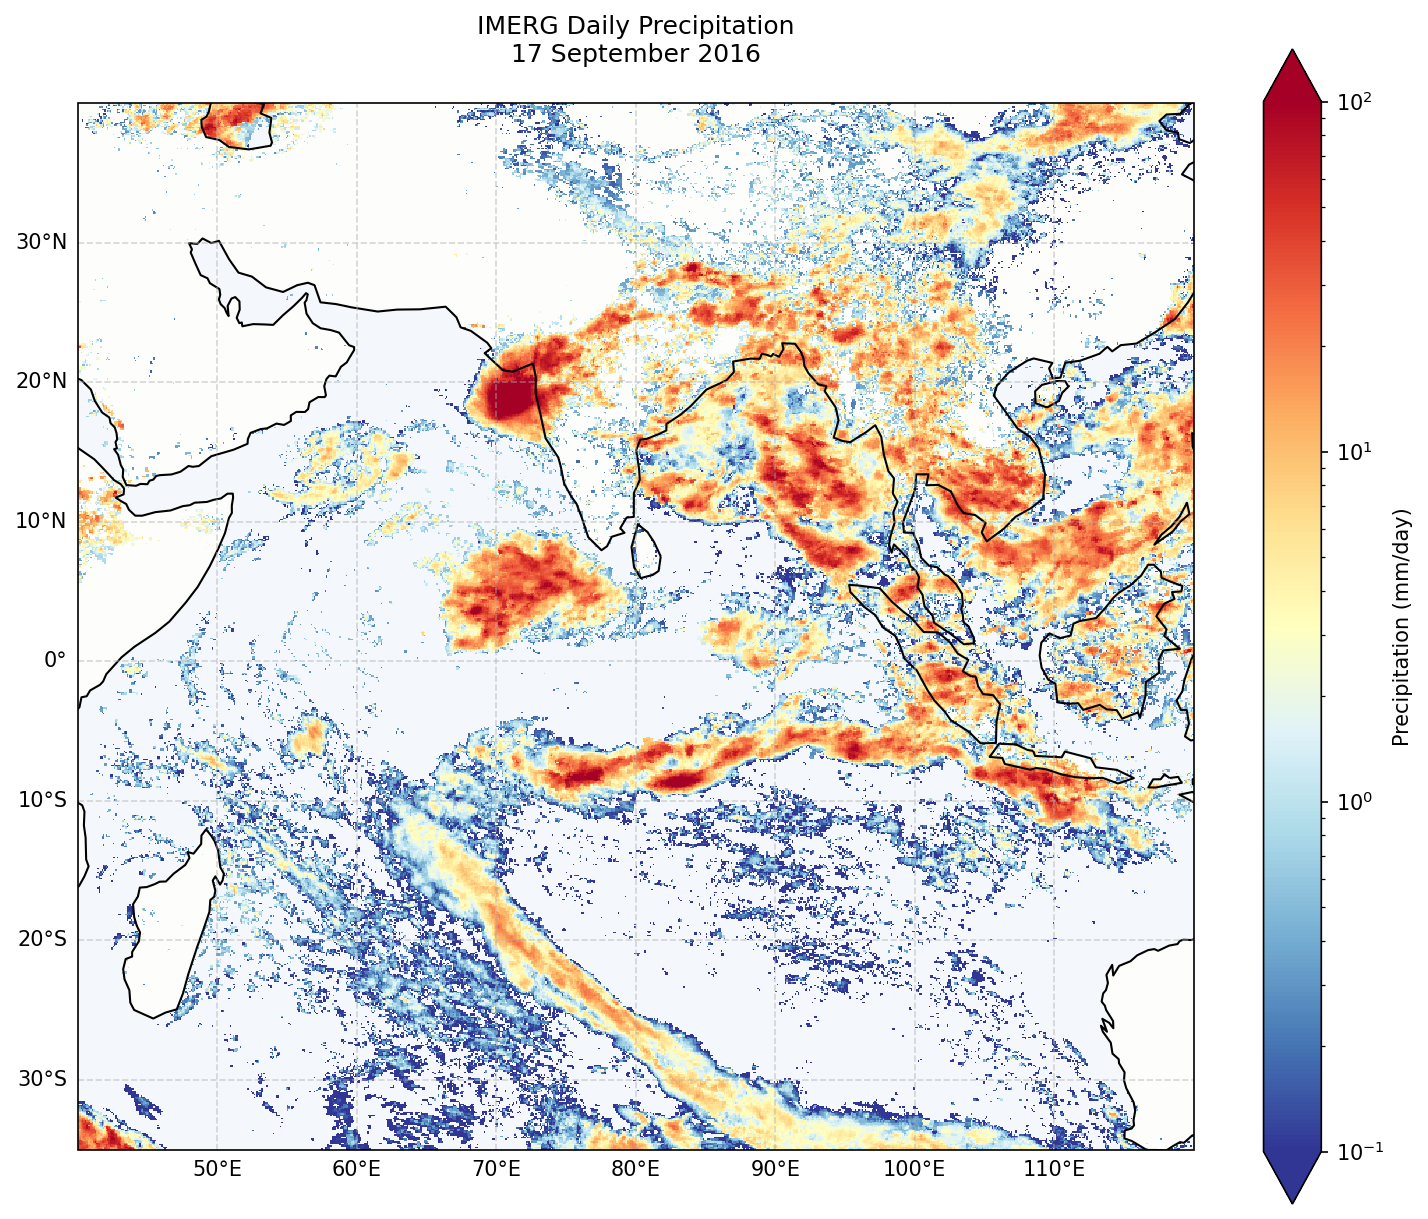 IMERG Daily Precipitation
17 September 2016
30°N
20°N
10°N
0°
10°S
20°S
30°S
50°E
60°E
70°E
80°E
90°E
100°E
110°E
10²
10¹
10⁰
10⁻¹
Precipitation (mm/day)